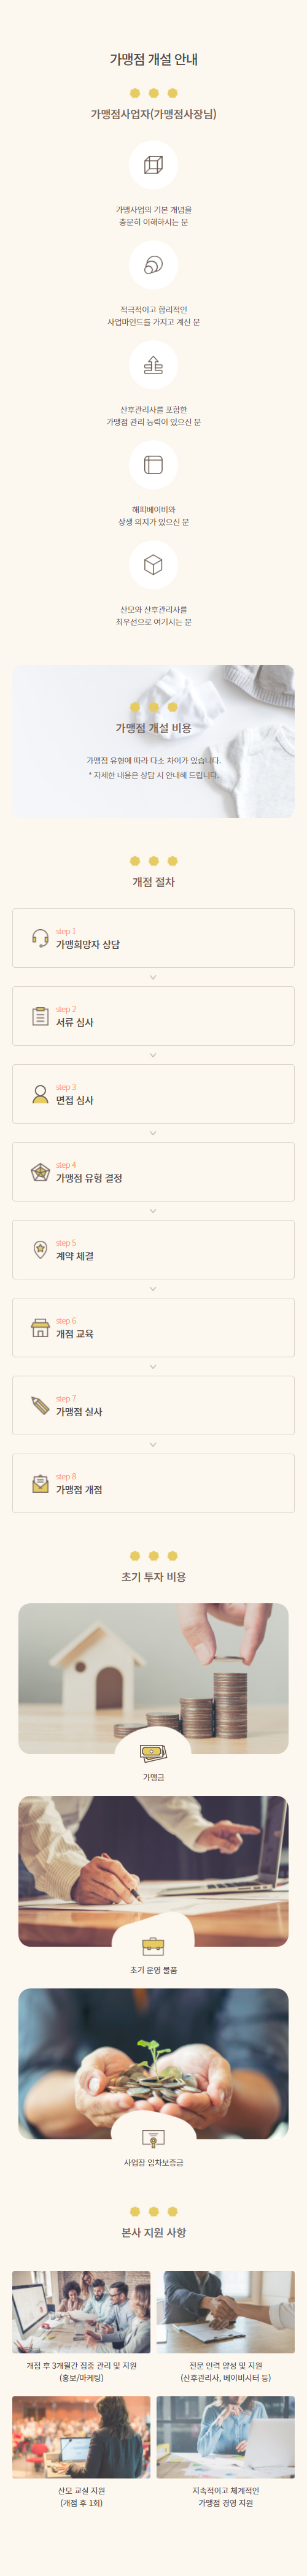 가맹점 개설 안내
가맹점사업자(가맹점사장님)
가맹사업의 기본 개념을
충분히 이해하시는 분
적극적이고 합리적인
사업마인드를 가지고 계신 분
산후관리사를 포함한
가맹점 관리 능력이 있으신 분
해피베이비와
상생 의지가 있으신 분
산모와 산후관리사를
최우선으로 여기시는 분
가맹점 개설 비용
가맹점 유형에 따라 다소 차이가 있습니다.
* 자세한 내용은 상담 시 안내해 드립니다.
개점 절차
step 1
가맹희망자 상담
step 2
서류 심사
step 3
면접 심사
step 4
가맹점 유형 결정
step 5
계약 체결
step 6
개점 교육
step 7
가맹점 실사
step 8
가맹점 개점
초기 투자 비용
가맹금
초기 운영 물품
사업장 임차보증금
본사 지원 사항
개점 후 3개월간 집중 관리 및 지원
(홍보/마케팅)
전문 인력 양성 및 지원
(산후관리사, 베이비시터 등)
산모 교실 지원
(개점 후 1회)
지속적이고 체계적인
가맹점 경영 지원